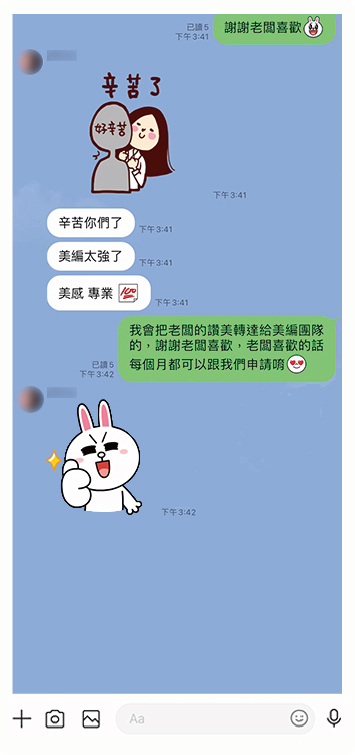 謝謝老闆喜歡
已讀5
下午3:41
辛苦了
好辛苦
下午3:41
辛苦你們了
下午3:41
美編太強了
下午3:41
美感 專業 100
下午3:41
我會把老闆的讚美轉達給美編團隊
的，謝謝老闆喜歡，老闆喜歡的話
每個月都可以跟我們申請唷
已讀5
下午3:42
下午3:42
Aa